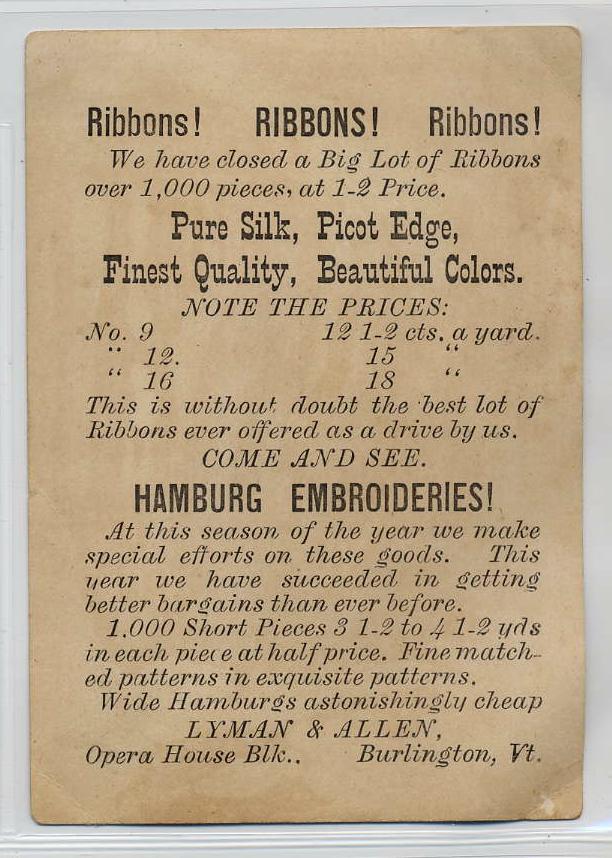 Ribbons! RIBBONS! Ribbons!
We have closed a Big Lot of Ribbons
over 1,000 pieces, at 1-2 Price.
Pure Silk, Picot Edge,
Finest Quality, Beautiful Colors.
NOTE THE PRICES:
No. 9 12 1-2 cts. a yard.
" 12. 15 "
" 16 18 "
This is without doubt the best lot of
Ribbons ever offered as a drive by us.
COME AND SEE.
HAMBURG EMBROIDERIES!
At this season of the year we make
special efforts on these goods. This
year we have succeeded in getting
better bargains than ever before.
1.000 Short Pieces 3 1-2 to 4 1-2 yds
in each piece at half price. Fine match-
ed patterns in exquisite patterns.
Wide Hamburgs astonishingly cheap
LYMAN & ALLEN,
Opera House Blk.. Burlington, Vt.